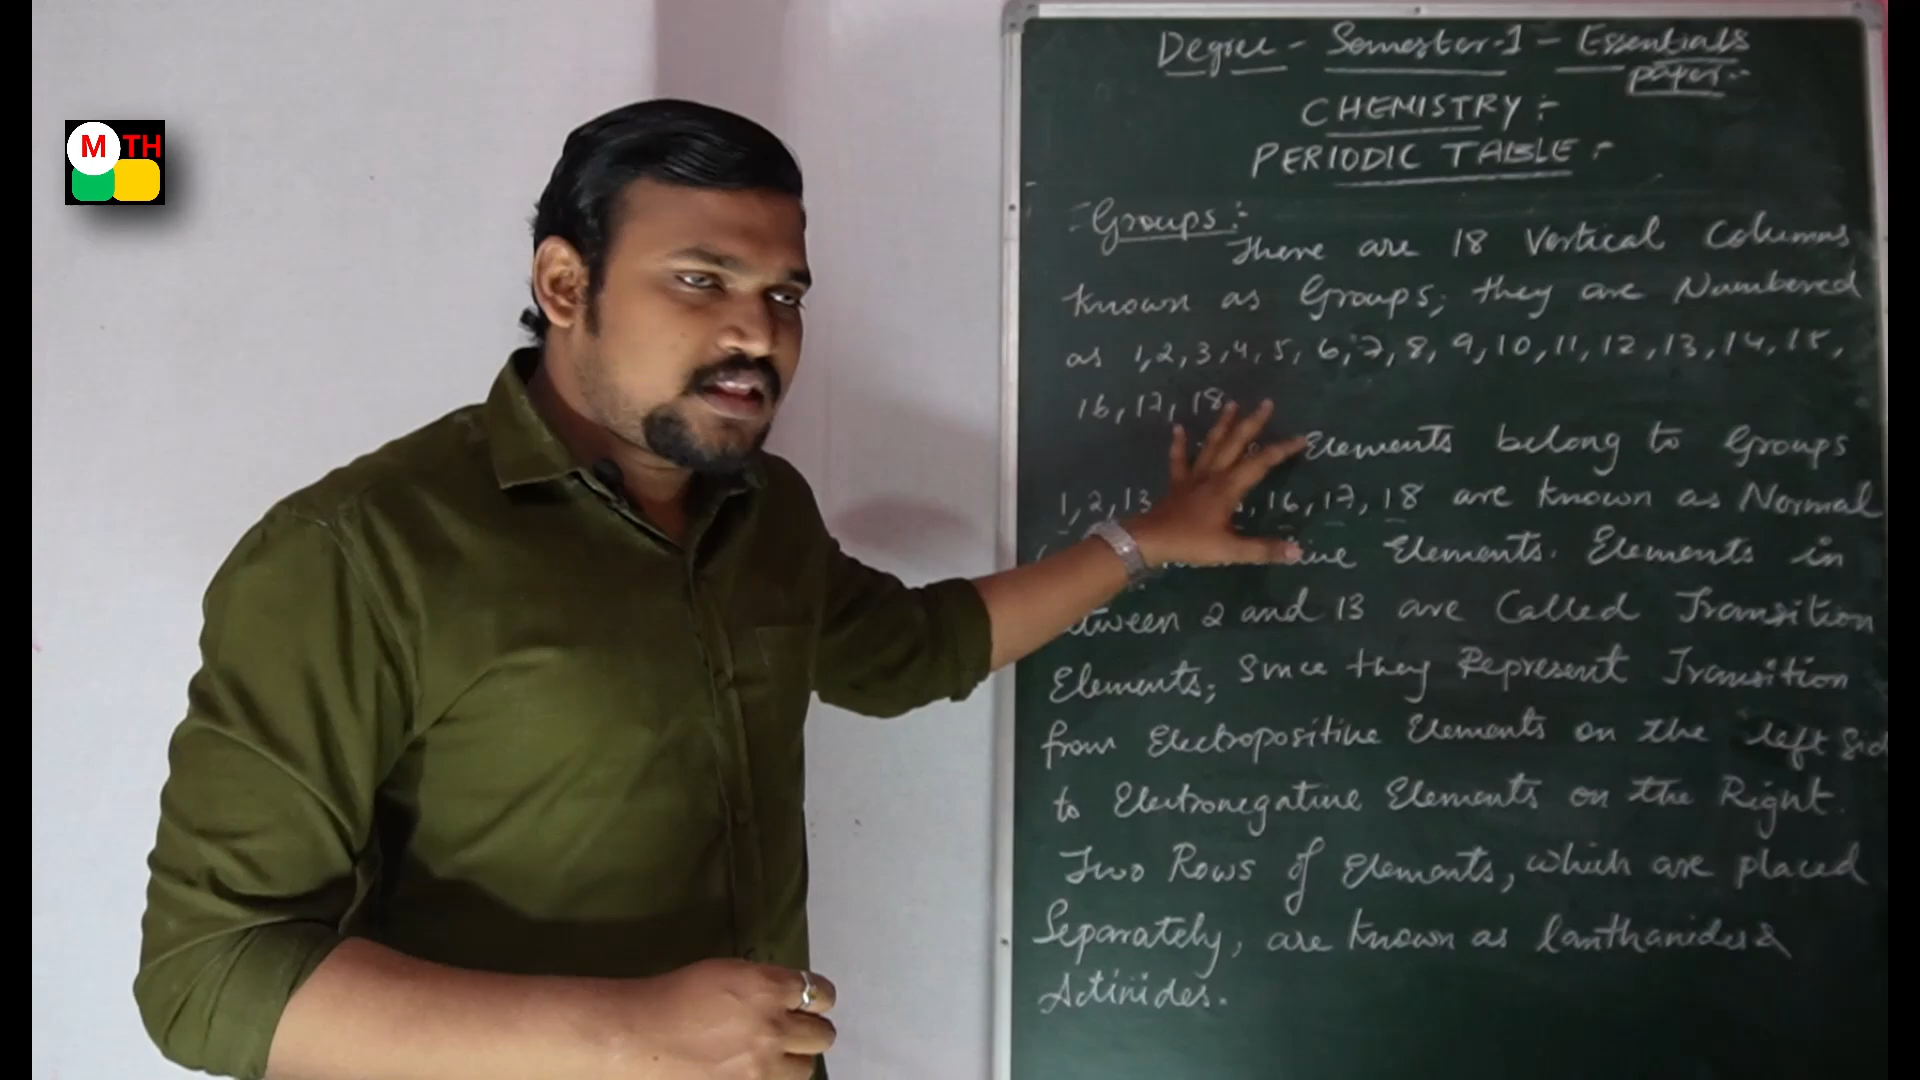 M TH
Degree - Semester-1 - Essentials
paper:-
CHEMISTRY :-
PERIODIC TABLE :-
Groups :-
There are 18 Vertical Columns
known as Groups; they are Numbered
as 1,2,3,4,5,6,7,8,9,10,11,12,13,14,15,
16,17,18.
Elements belong to Groups
1,2,13 , 16,17,18 are known as Normal
Elements. Elements in
2 and 13 are Called Transition
Elements; Since they Represent Transition
from Electropositive Elements on the left Sid
to Electronegative Elements on the Right.
Two Rows of Elements, which are placed
Separately, are known as lanthanides &
Actinides.